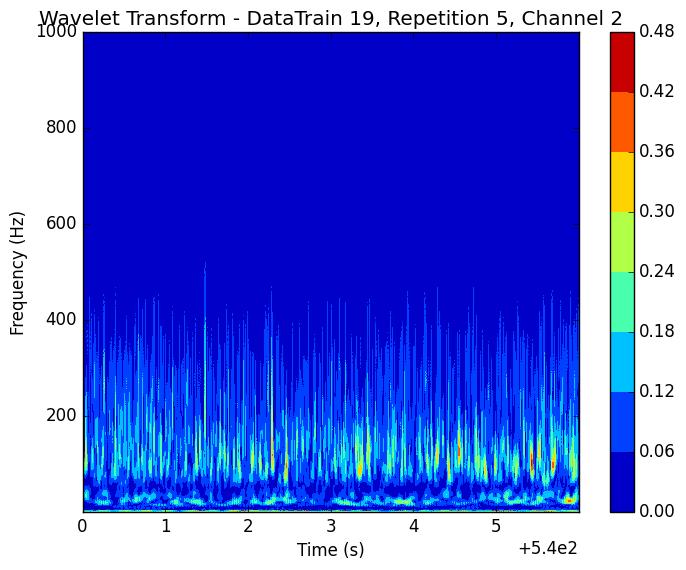 Wavelet Transform - DataTrain 19, Repetition 5, Channel 2
1000
800
600
400
200
Frequency (Hz)
0 1 2 3 4 5
Time (s)
+5.4e2
0.48
0.42
0.36
0.30
0.24
0.18
0.12
0.06
0.00